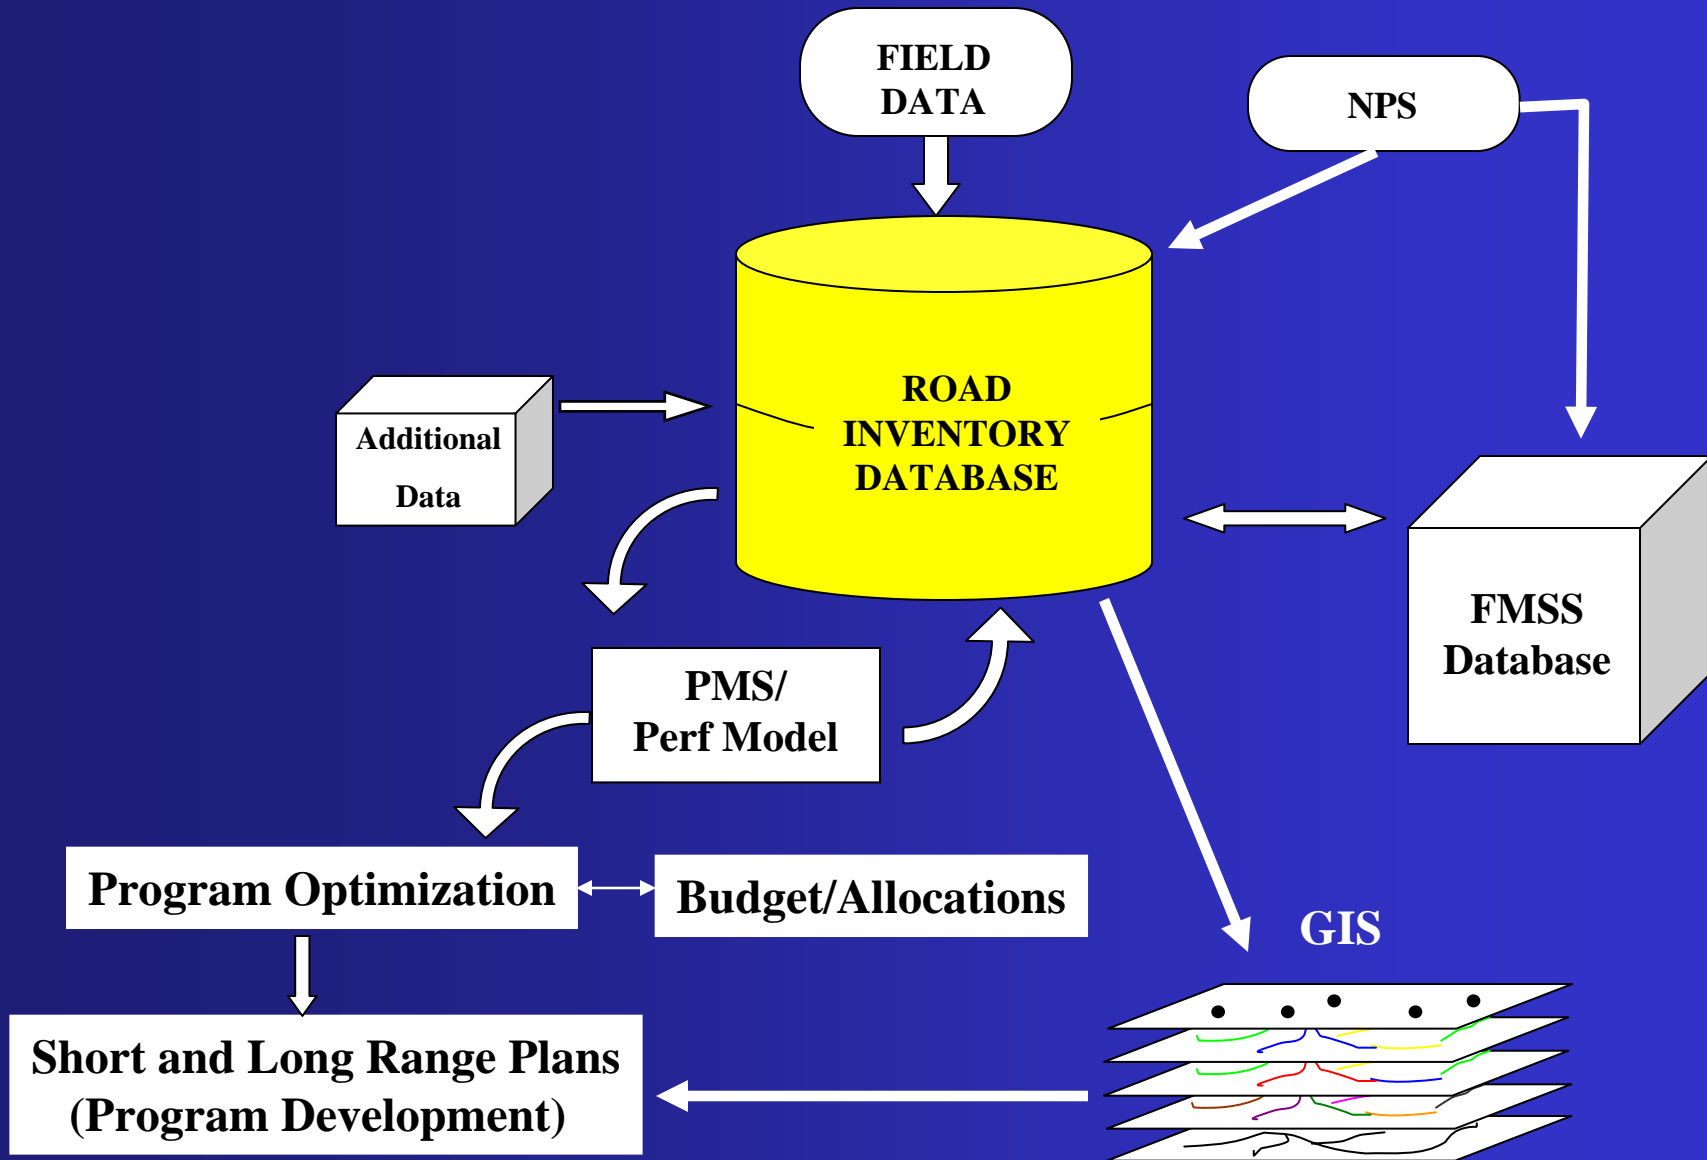 FIELD
DATA
NPS
ROAD
INVENTORY
DATABASE
Additional
Data
FMSS
Database
PMS/
Perf Model
Program Optimization
Budget/Allocations
GIS
Short and Long Range Plans
(Program Development)